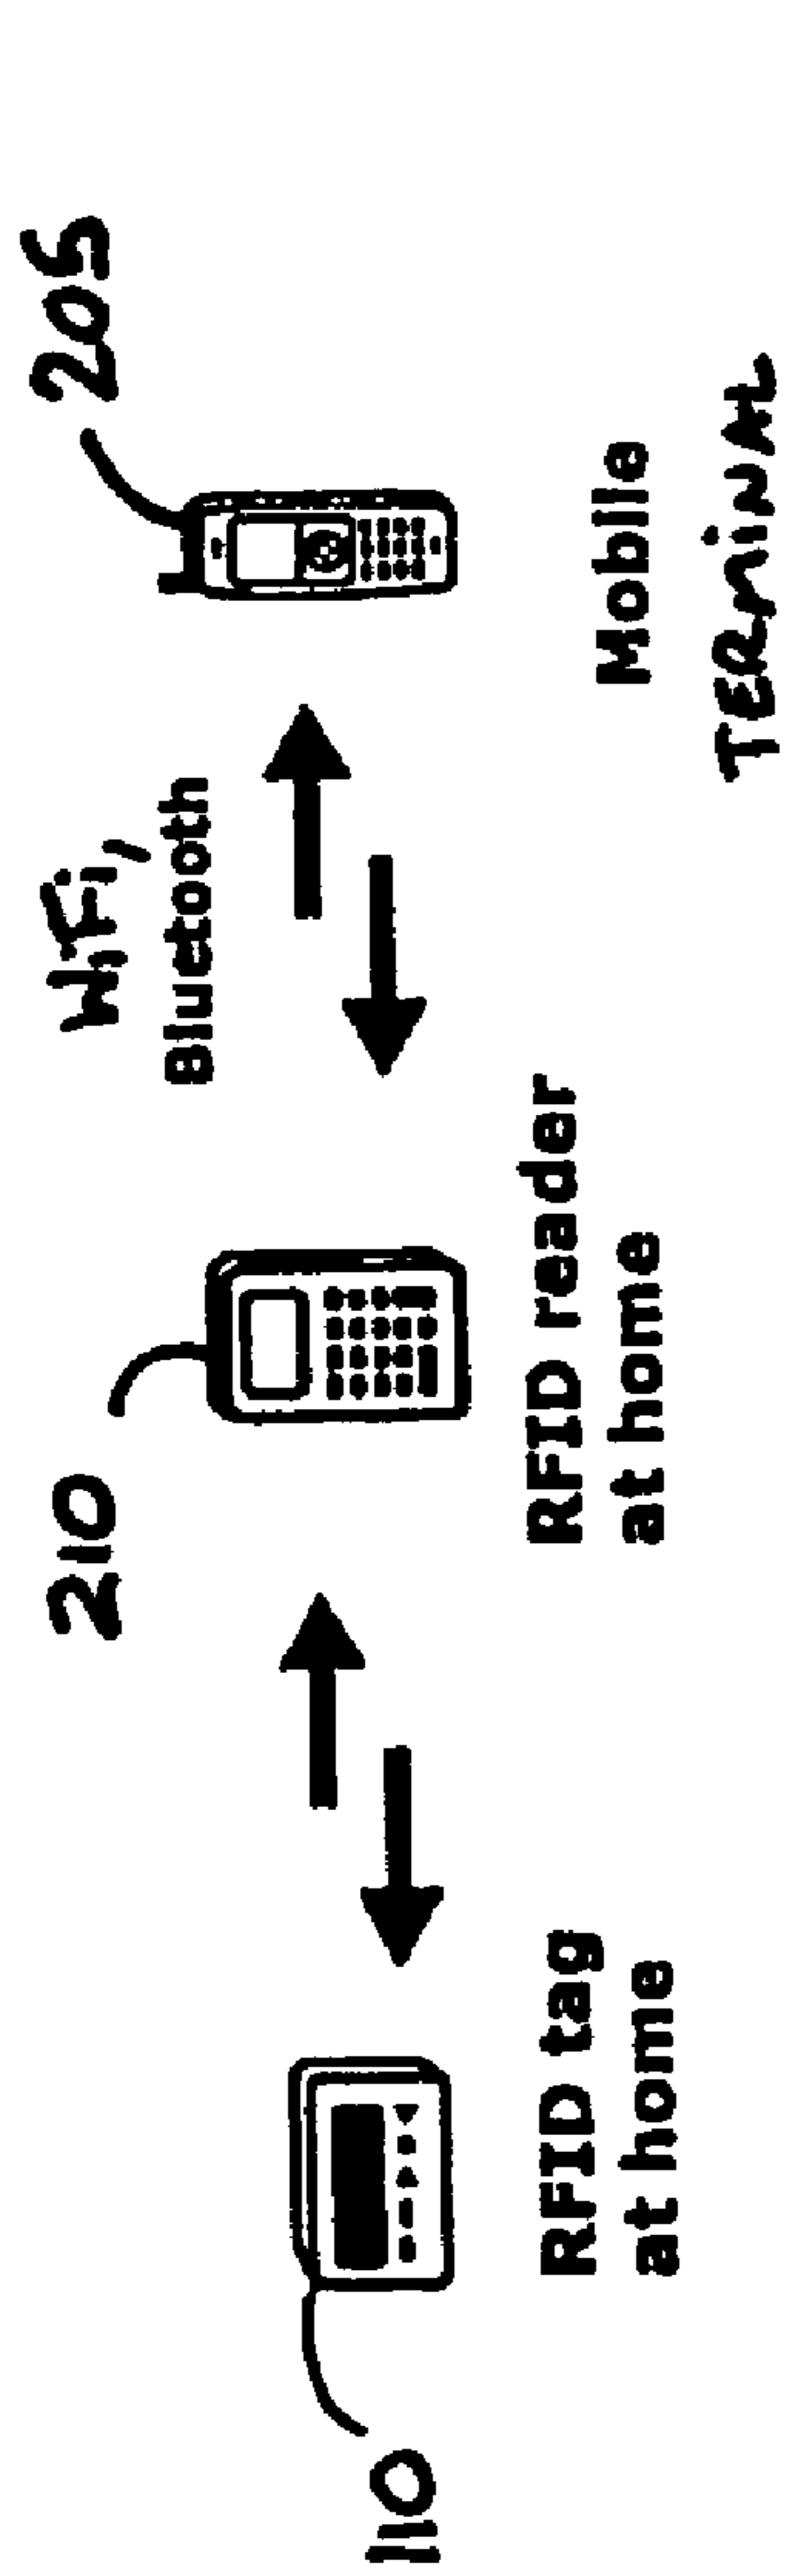 110
RFID tag
at home
210
RFID reader
at home
WiFi,
Bluetooth
205
Mobile
TERMINAL